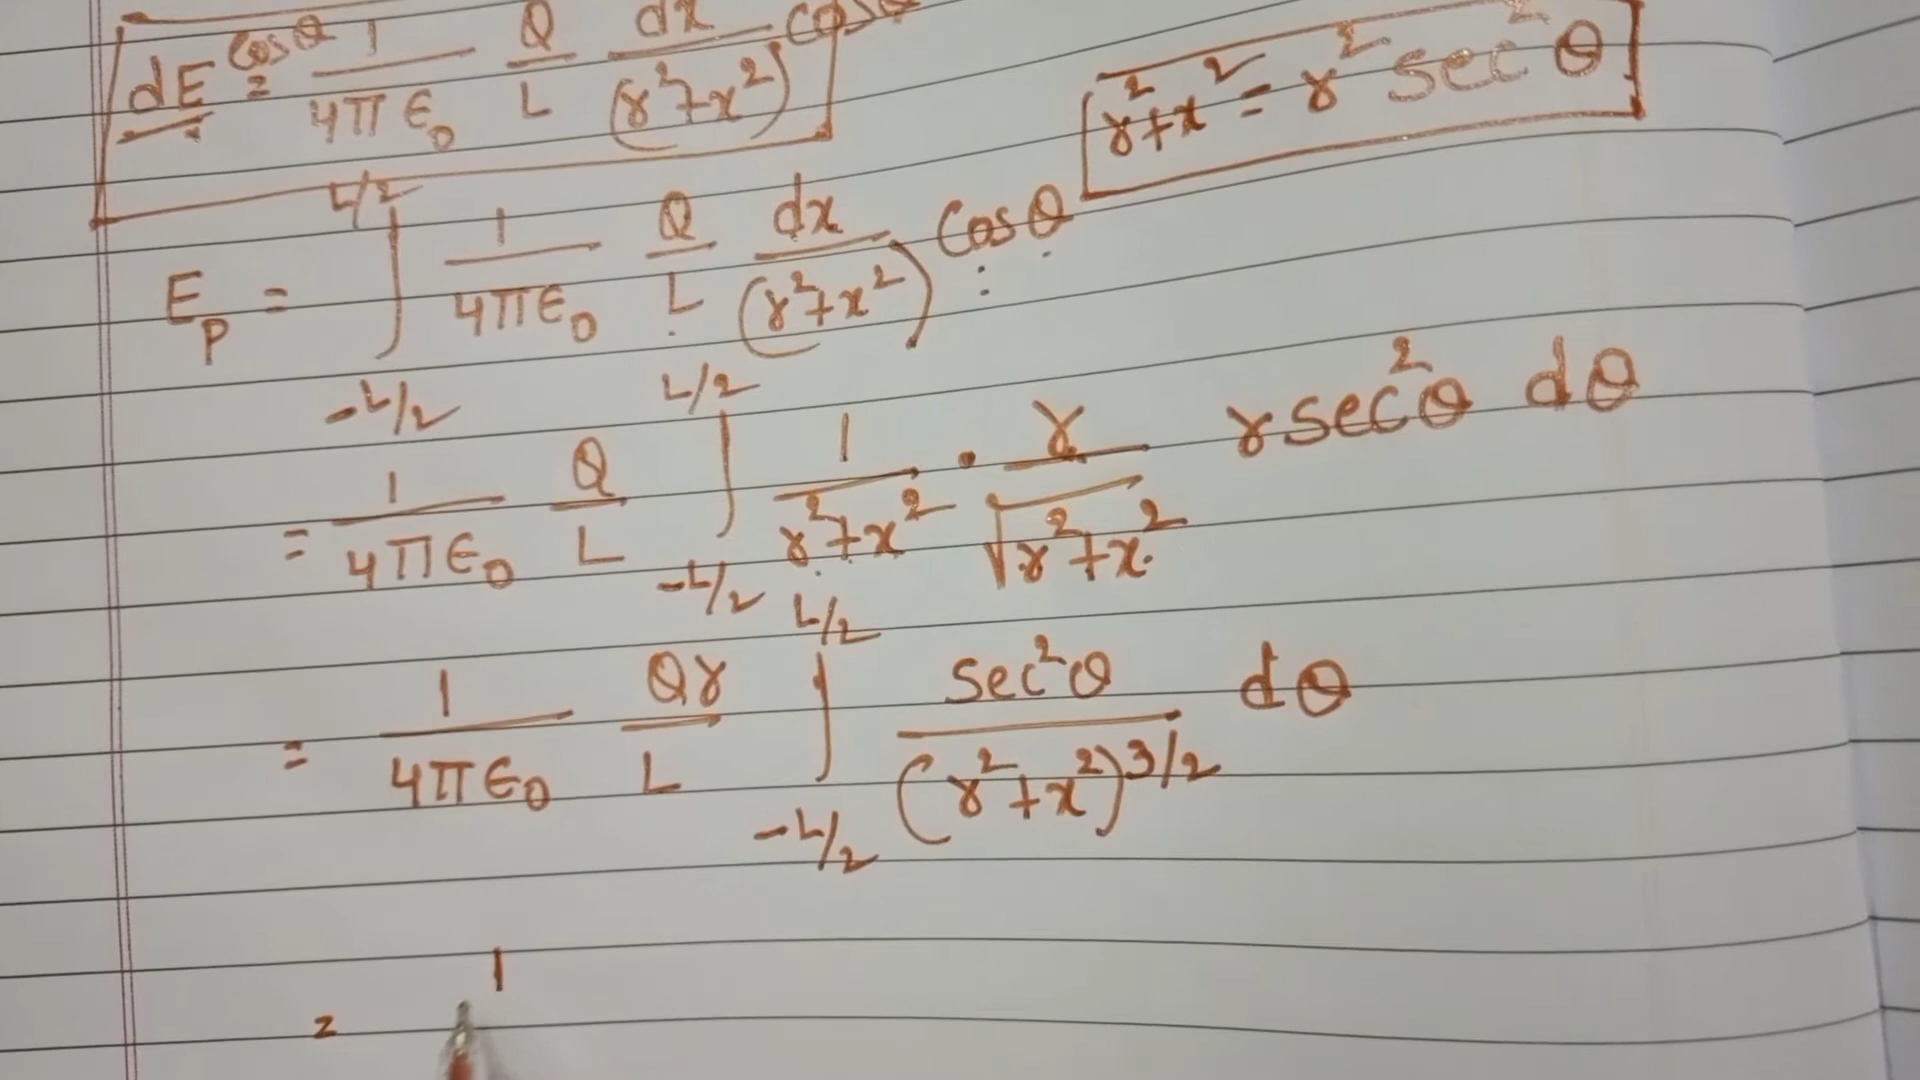 dE cosθ = 1/4πε₀ Q/L dx/(r²+x²) cosθ
r²+x² = r² sec²θ
E_P = ∫_{-L/2}^{L/2} 1/4πε₀ Q/L dx/(r²+x²) cosθ
= 1/4πε₀ Q/L ∫_{-L/2}^{L/2} 1/r²+x² · r/√r²+x² r sec²θ dθ
= 1/4πε₀ Qr/L ∫_{-L/2}^{L/2} sec²θ/(r²+x²)^{3/2} dθ
= 1